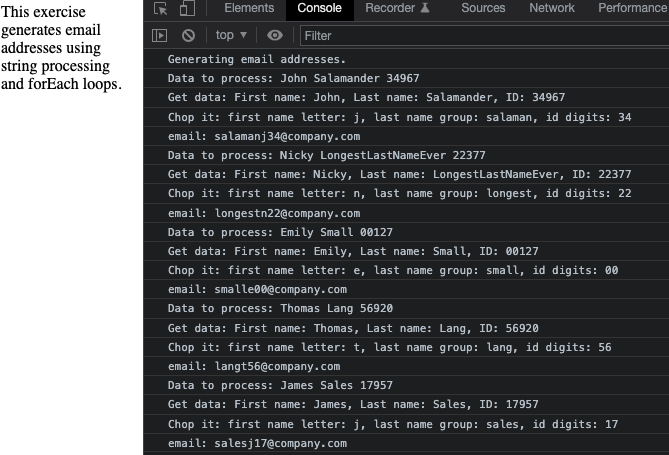 This exercise
generates email
addresses using
string processing
and forEach loops.
Elements Console Recorder Sources Network Performance
top Filter
Generating email addresses.
Data to process: John Salamander 34967
Get data: First name: John, Last name: Salamander, ID: 34967
Chop it: first name letter: j, last name group: salaman, id digits: 34
email: salamanj34@company.com
Data to process: Nicky LongestLastNameEver 22377
Get data: First name: Nicky, Last name: LongestLastNameEver, ID: 22377
Chop it: first name letter: n, last name group: longest, id digits: 22
email: longestn22@company.com
Data to process: Emily Small 00127
Get data: First name: Emily, Last name: Small, ID: 00127
Chop it: first name letter: e, last name group: small, id digits: 00
email: smalle00@company.com
Data to process: Thomas Lang 56920
Get data: First name: Thomas, Last name: Lang, ID: 56920
Chop it: first name letter: t, last name group: lang, id digits: 56
email: langt56@company.com
Data to process: James Sales 17957
Get data: First name: James, Last name: Sales, ID: 17957
Chop it: first name letter: j, last name group: sales, id digits: 17
email: salesj17@company.com